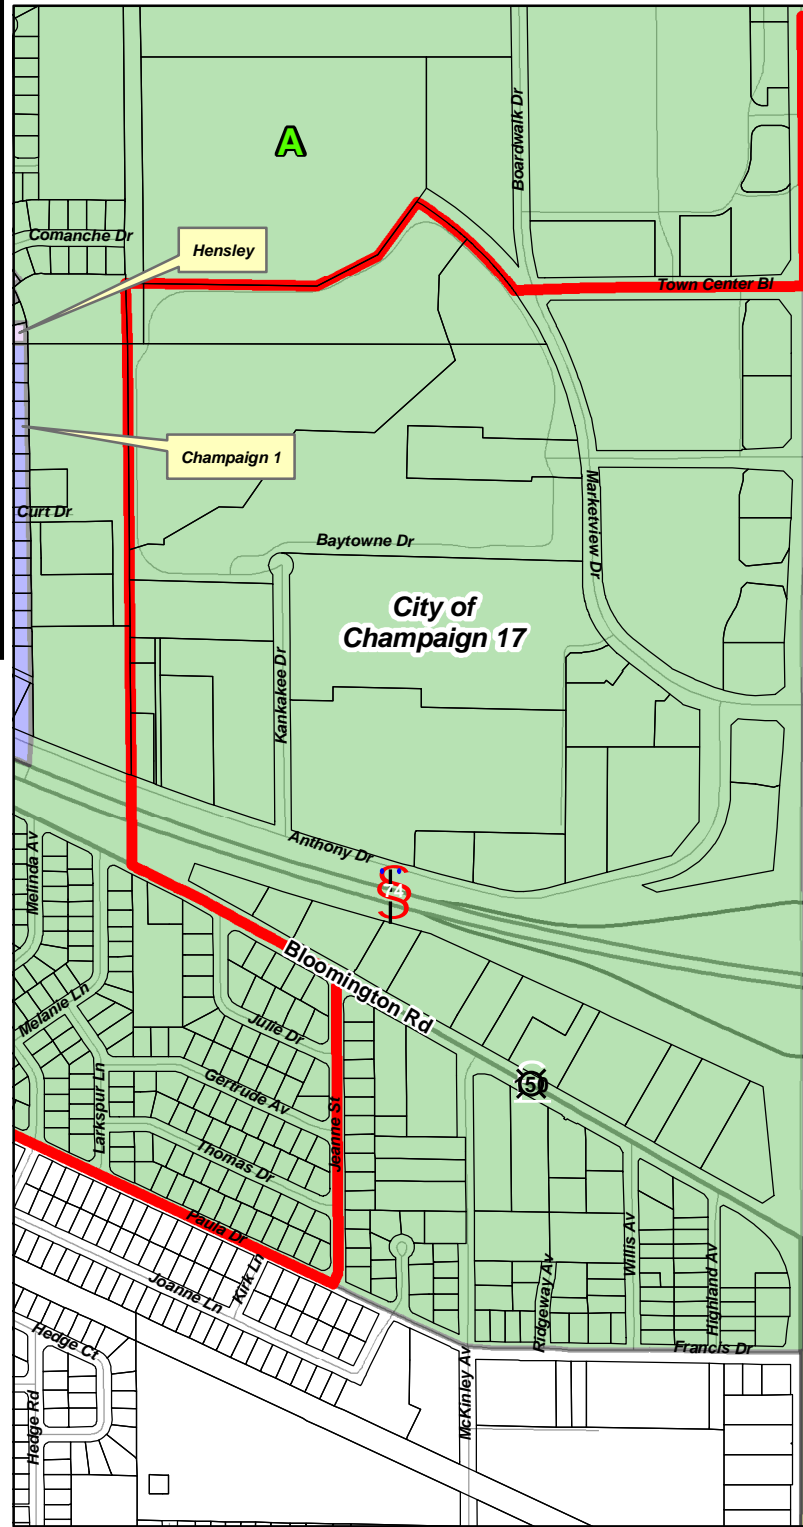 A
Boardwalk Dr
Comanche Dr
Hensley
Town Center Bl
Champaign 1
Curt Dr
Marketview Dr
Baytowne Dr
City of
Champaign 17
Kankakee Dr
Anthony Dr
Melinda Av
74
Bloomington Rd
Melanie Ln
Julie Dr
Gertrude Av
150
Larkspur Ln
Jeanne St
Thomas Dr
Paula Dr
Willis Av
Highland Av
Kirk Ln
Joanne Ln
Ridgeway Av
Hedge Ct
Francis Dr
McKinley Av
Hedge Rd